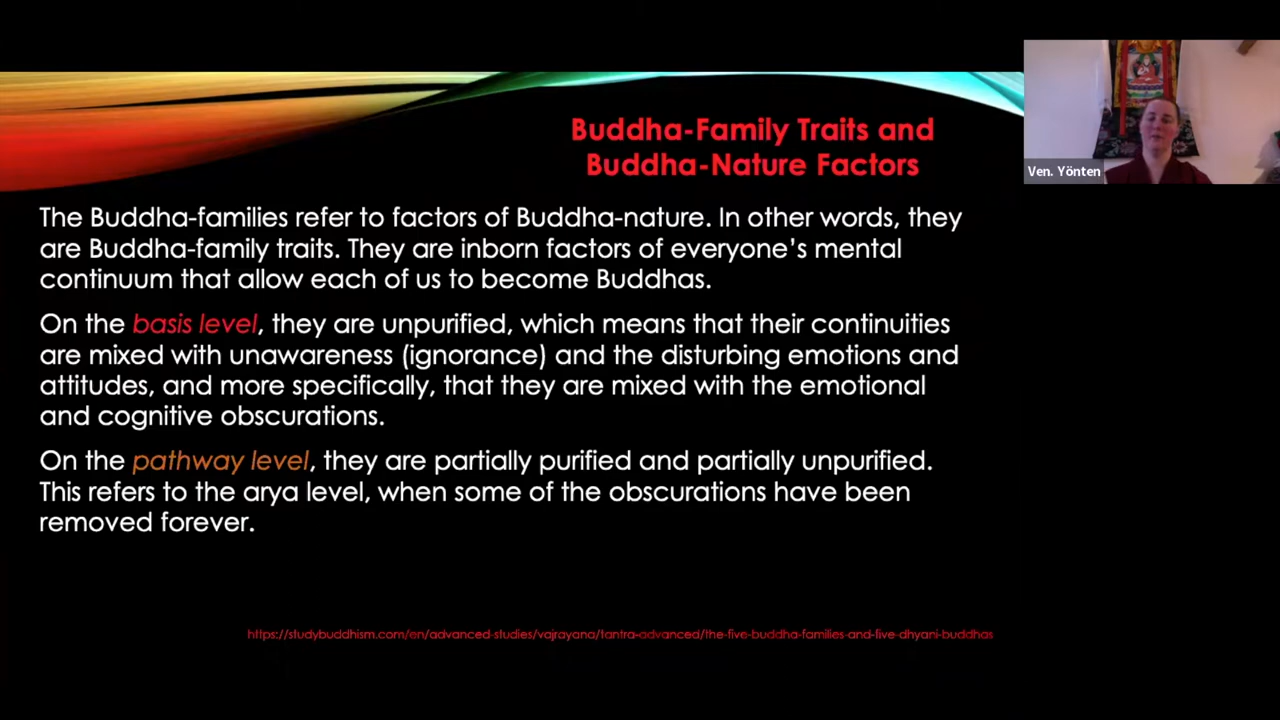 Buddha-Family Traits and
Buddha-Nature Factors
Ven. Yönten
The Buddha-families refer to factors of Buddha-nature. In other words, they
are Buddha-family traits. They are inborn factors of everyone’s mental
continuum that allow each of us to become Buddhas.
On the basis level, they are unpurified, which means that their continuities
are mixed with unawareness (ignorance) and the disturbing emotions and
attitudes, and more specifically, that they are mixed with the emotional
and cognitive obscurations.
On the pathway level, they are partially purified and partially unpurified.
This refers to the arya level, when some of the obscurations have been
removed forever.
https://studybuddhism.com/en/advanced-studies/vajrayana/tantra-advanced/the-five-buddha-families-and-five-dhyani-buddhas